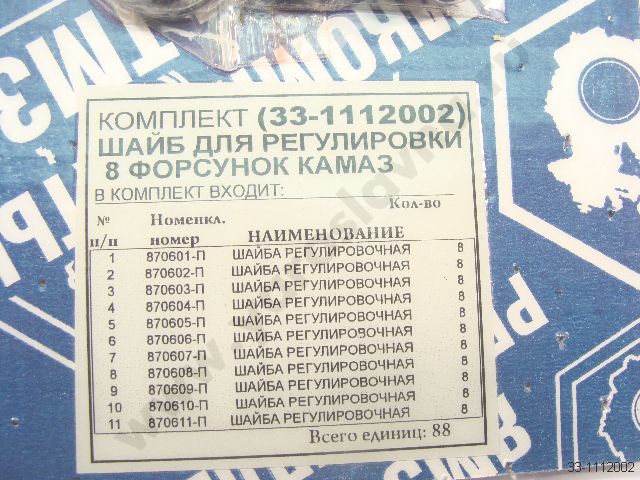 ТМЗ
КОМПЛЕКТ (33-1112002)
ШАЙБ ДЛЯ РЕГУЛИРОВКИ
8 ФОРСУНОК КАМАЗ
В КОМПЛЕКТ ВХОДИТ:
№ Номенкл. Кол-во
п/п номер НАИМЕНОВАНИЕ
1 870601-П ШАЙБА РЕГУЛИРОВОЧНАЯ 8
2 870602-П ШАЙБА РЕГУЛИРОВОЧНАЯ 8
3 870603-П ШАЙБА РЕГУЛИРОВОЧНАЯ 8
4 870604-П ШАЙБА РЕГУЛИРОВОЧНАЯ 8
5 870605-П ШАЙБА РЕГУЛИРОВОЧНАЯ 8
6 870606-П ШАЙБА РЕГУЛИРОВОЧНАЯ 8
7 870607-П ШАЙБА РЕГУЛИРОВОЧНАЯ 8
8 870608-П ШАЙБА РЕГУЛИРОВОЧНАЯ 8
9 870609-П ШАЙБА РЕГУЛИРОВОЧНАЯ 8
10 870610-П ШАЙБА РЕГУЛИРОВОЧНАЯ 8
11 870611-П ШАЙБА РЕГУЛИРОВОЧНАЯ 8
Всего единиц: 88
ЯМЗ
33-1112002